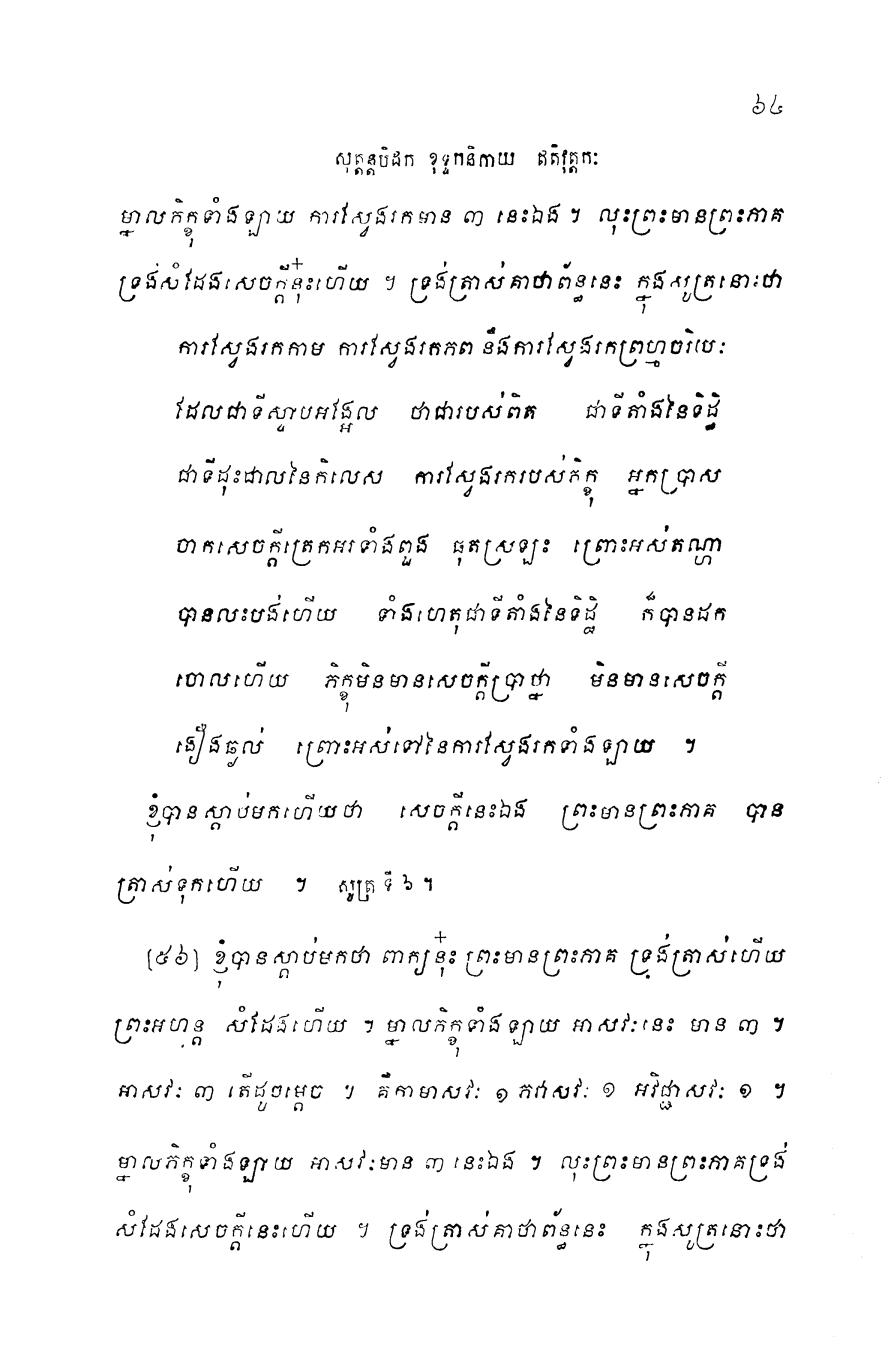 ៦៤
សុត្តន្តបិដក ខុទ្ទកនិកាយ ឥតិវុត្តកៈ
ម្នាលភិក្ខុទាំងឡាយ ការស្វែងរកមាន ៣ នេះឯង ។ លុះព្រះមានព្រះភាគ
ទ្រង់សំដែងសេចក្តីនុ៎ះហើយ ។ ទ្រង់ត្រាស់គាថាព័ន្ធនេះ ក្នុងសូត្រនោះថា
ការស្វែងរកកាម ការស្វែងរកភព នឹងការស្វែងរកព្រហ្មចរិយៈ
ដែលជាទីស្ទាបអង្អែល ថាជារបស់ពិត ជាទីតាំងនៃទិដ្ឋិ
ជាទីដុះដាលនៃកិលេស ការស្វែងរករបស់ភិក្ខុ អ្នកប្រាស
ចាកសេចក្តីត្រេកអរទាំងពួង ផុតស្រឡះ ព្រោះអស់តណ្ហា
បានលះបង់ហើយ ទាំងហេតុជាទីតាំងនៃទិដ្ឋិ ក៏បានដក
ចោលហើយ ភិក្ខុមិនមានសេចក្តីប្រាថ្នា មិនមានសេចក្តី
ងឿងឆ្ងល់ ព្រោះអស់ទៅនៃការស្វែងរកទាំងឡាយ ។
ខ្ញុំបានស្តាប់មកហើយថា សេចក្តីនេះឯង ព្រះមានព្រះភាគ បាន
ត្រាស់ទុកហើយ ។ សូត្រ ទី ៦ ។
[៥៦] ខ្ញុំបានស្តាប់មកថា ពាក្យនុ៎ះ ព្រះមានព្រះភាគ ទ្រង់ត្រាស់ហើយ
ព្រះអរហន្ត សំដែងហើយ ។ ម្នាលភិក្ខុទាំងឡាយ អាសវៈនេះ មាន ៣ ។
អាសវៈ ៣ តើដូចម្តេច ។ គឺកាមាសវៈ ១ ភវាសវៈ ១ អវិជ្ជាសវៈ ១ ។
ម្នាលភិក្ខុទាំងឡាយ អាសវៈមាន ៣ នេះឯង ។ លុះព្រះមានព្រះភាគទ្រង់
សំដែងសេចក្តីនេះហើយ ។ ទ្រង់ត្រាស់គាថាព័ន្ធនេះ ក្នុងសូត្រនោះថា